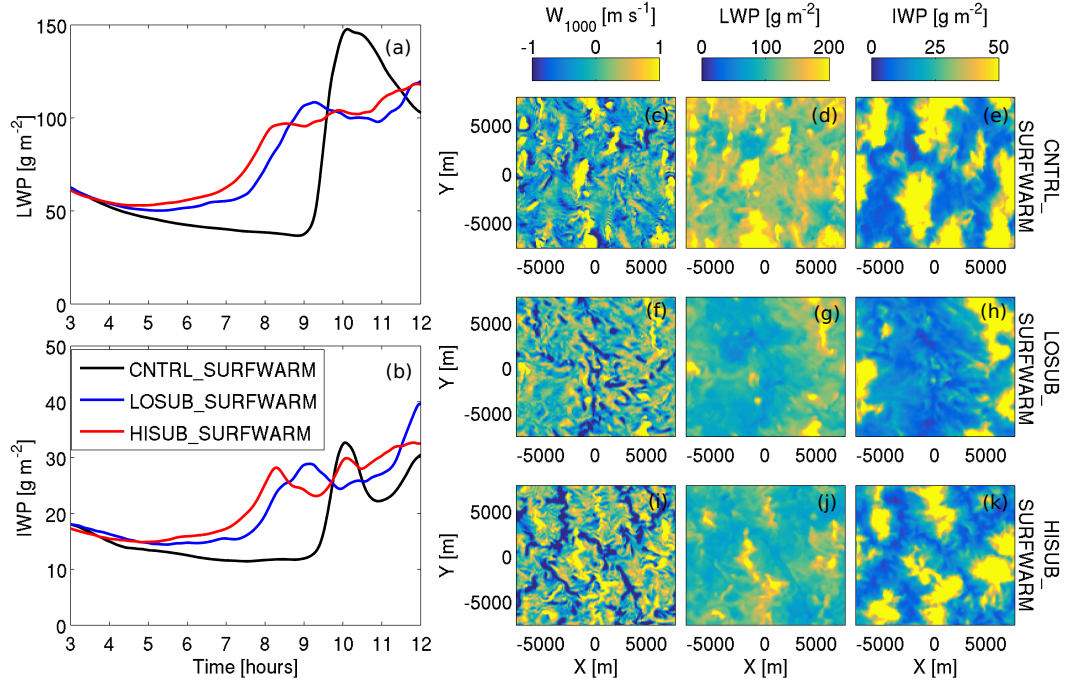 150
100
50
0
LWP [g m-2]
(a)
3 4 5 6 7 8 9 10 11 12
50
40
30
20
10
0
IWP [g m-2]
(b)
CNTRL_SURFWARM
LOSUB_SURFWARM
HISUB_SURFWARM
3 4 5 6 7 8 9 10 11 12
Time [hours]
W1000 [m s-1] LWP [g m-2] IWP [g m-2]
-1 0 1 0 100 200 0 25 50
(c) (d) (e)
5000
0
-5000
Y [m]
CNTRL_
SURFWARM
-5000 0 5000 -5000 0 5000 -5000 0 5000
(f) (g) (h)
5000
0
-5000
Y [m]
LOSUB_
SURFWARM
-5000 0 5000 -5000 0 5000 -5000 0 5000
(i) (j) (k)
5000
0
-5000
Y [m]
HISUB_
SURFWARM
-5000 0 5000 -5000 0 5000 -5000 0 5000
X [m] X [m] X [m]